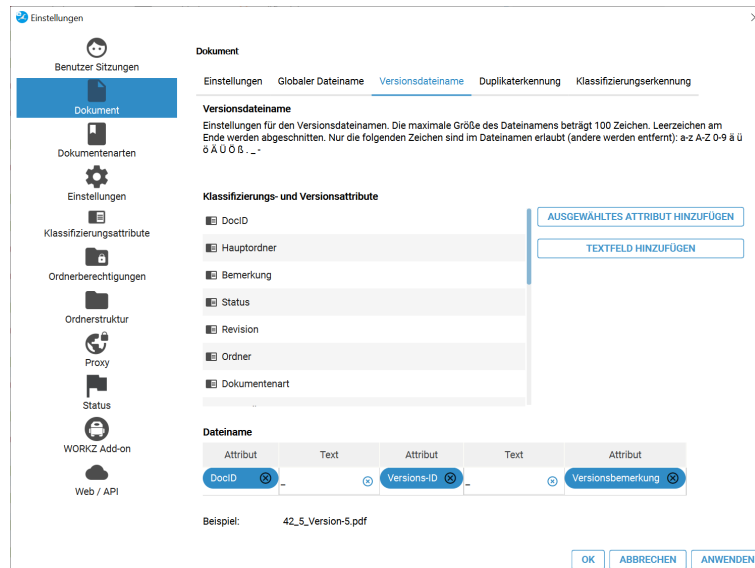 Einstellungen
Benutzer Sitzungen
Dokument
Dokumentenarten
Einstellungen
Klassifizierungsattribute
Ordnerberechtigungen
Ordnerstruktur
Proxy
Status
WORKZ Add-on
Web / API
Dokument
Einstellungen Globaler Dateiname Versionsdateiname Duplikaterkennung Klassifizierungserkennung
Versionsdateiname
Einstellungen für den Versionsdateinamen. Die maximale Größe des Dateinamens beträgt 100 Zeichen. Leerzeichen am
Ende werden abgeschnitten. Nur die folgenden Zeichen sind im Dateinamen erlaubt (andere werden entfernt): a-z A-Z 0-9 ä ü
ö Ä Ü Ö ß . _ -
Klassifizierungs- und Versionsattribute
DocID
Hauptordner
Bemerkung
Status
Revision
Ordner
Dokumentenart
AUSGEWÄHLTES ATTRIBUT HINZUFÜGEN
TEXTFELD HINZUFÜGEN
Dateiname
Attribut Text Attribut Text Attribut
DocID _ Versions-ID _ Versionsbemerkung
Beispiel: 42_5_Version-5.pdf
OK ABBRECHEN ANWENDEN